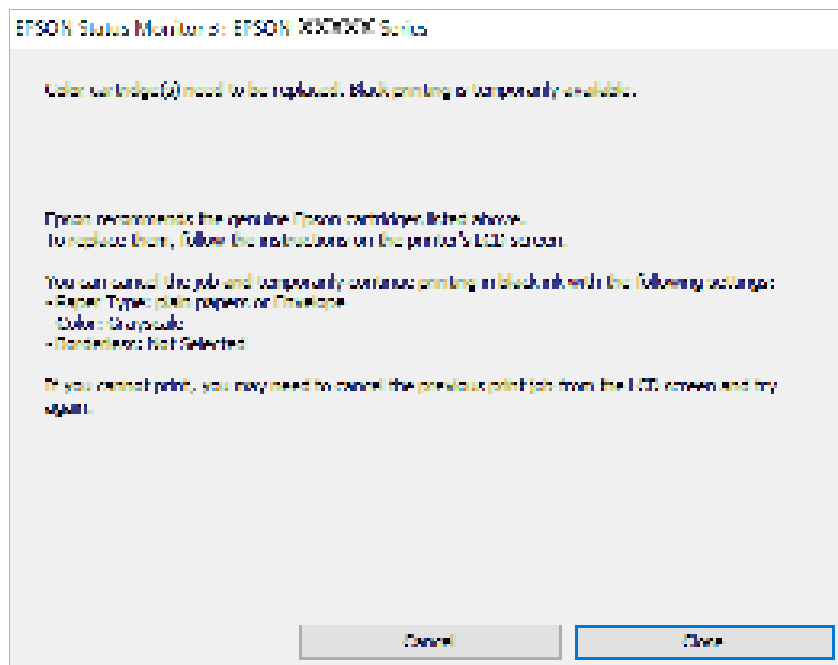 EPSON Status Monitor 3: EPSON XXXXXX Series
Color cartridge(s) need to be replaced. Black printing is temporarily available.
Epson recommends the genuine Epson cartridges listed above.
To replace them, follow the instructions on the printer's LCD screen.
You can cancel the job and temporarily continue printing in black ink with the following settings:
- Paper Type: plain papers or Envelope
- Color: Grayscale
- Borderless: Not Selected
If you cannot print, you may need to cancel the previous print job from the LCD screen and try
again.
Cancel
Close